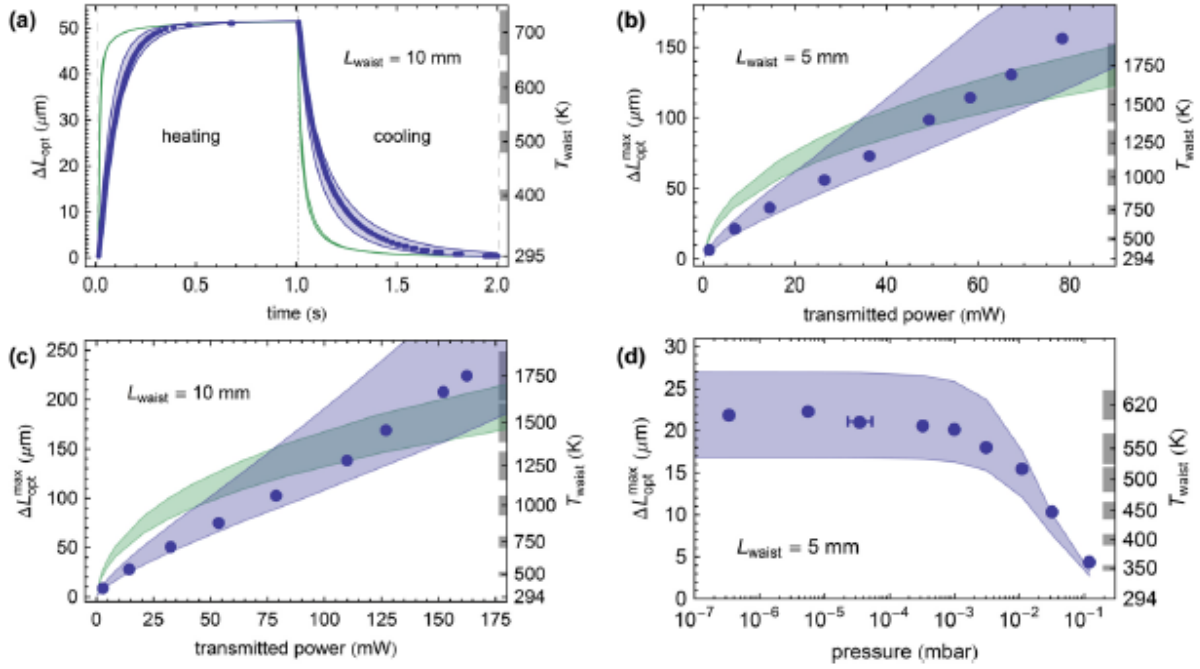 (a)
50
40
30
20
10
0
ΔL_opt (μm)
L_waist = 10 mm
heating
cooling
700
600
500
400
295
T_waist (K)
0.0 0.5 1.0 1.5 2.0
time (s)
(b)
150
100
50
0
ΔL_opt^max (μm)
L_waist = 5 mm
1750
1500
1250
1000
750
500
294
T_waist (K)
0 20 40 60 80
transmitted power (mW)
(c)
250
200
150
100
50
0
ΔL_opt^max (μm)
L_waist = 10 mm
1750
1500
1250
1000
750
500
294
T_waist (K)
0 25 50 75 100 125 150 175
transmitted power (mW)
(d)
30
25
20
15
10
5
0
ΔL_opt^max (μm)
L_waist = 5 mm
620
550
500
450
400
350
294
T_waist (K)
10⁻⁷ 10⁻⁶ 10⁻⁵ 10⁻⁴ 10⁻³ 10⁻² 10⁻¹
pressure (mbar)